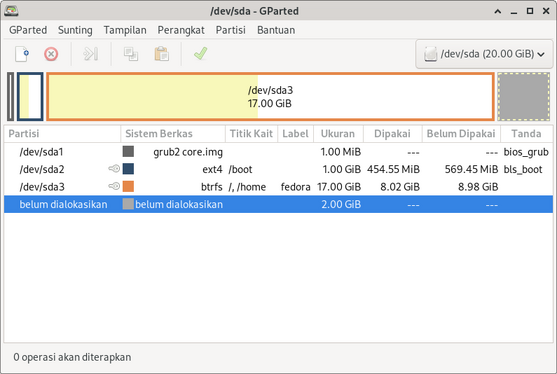 /dev/sda - GParted
GParted Sunting Tampilan Perangkat Partisi Bantuan
/dev/sda (20.00 GiB)
/dev/sda3
17.00 GiB
Partisi Sistem Berkas Titik Kait Label Ukuran Dipakai Belum Dipakai Tanda
/dev/sda1 grub2 core.img 1.00 MiB --- --- bios_grub
/dev/sda2 ext4 /boot 1.00 GiB 454.55 MiB 569.45 MiB bls_boot
/dev/sda3 btrfs /, /home fedora 17.00 GiB 8.02 GiB 8.98 GiB
belum dialokasikan belum dialokasikan 2.00 GiB --- ---
0 operasi akan diterapkan